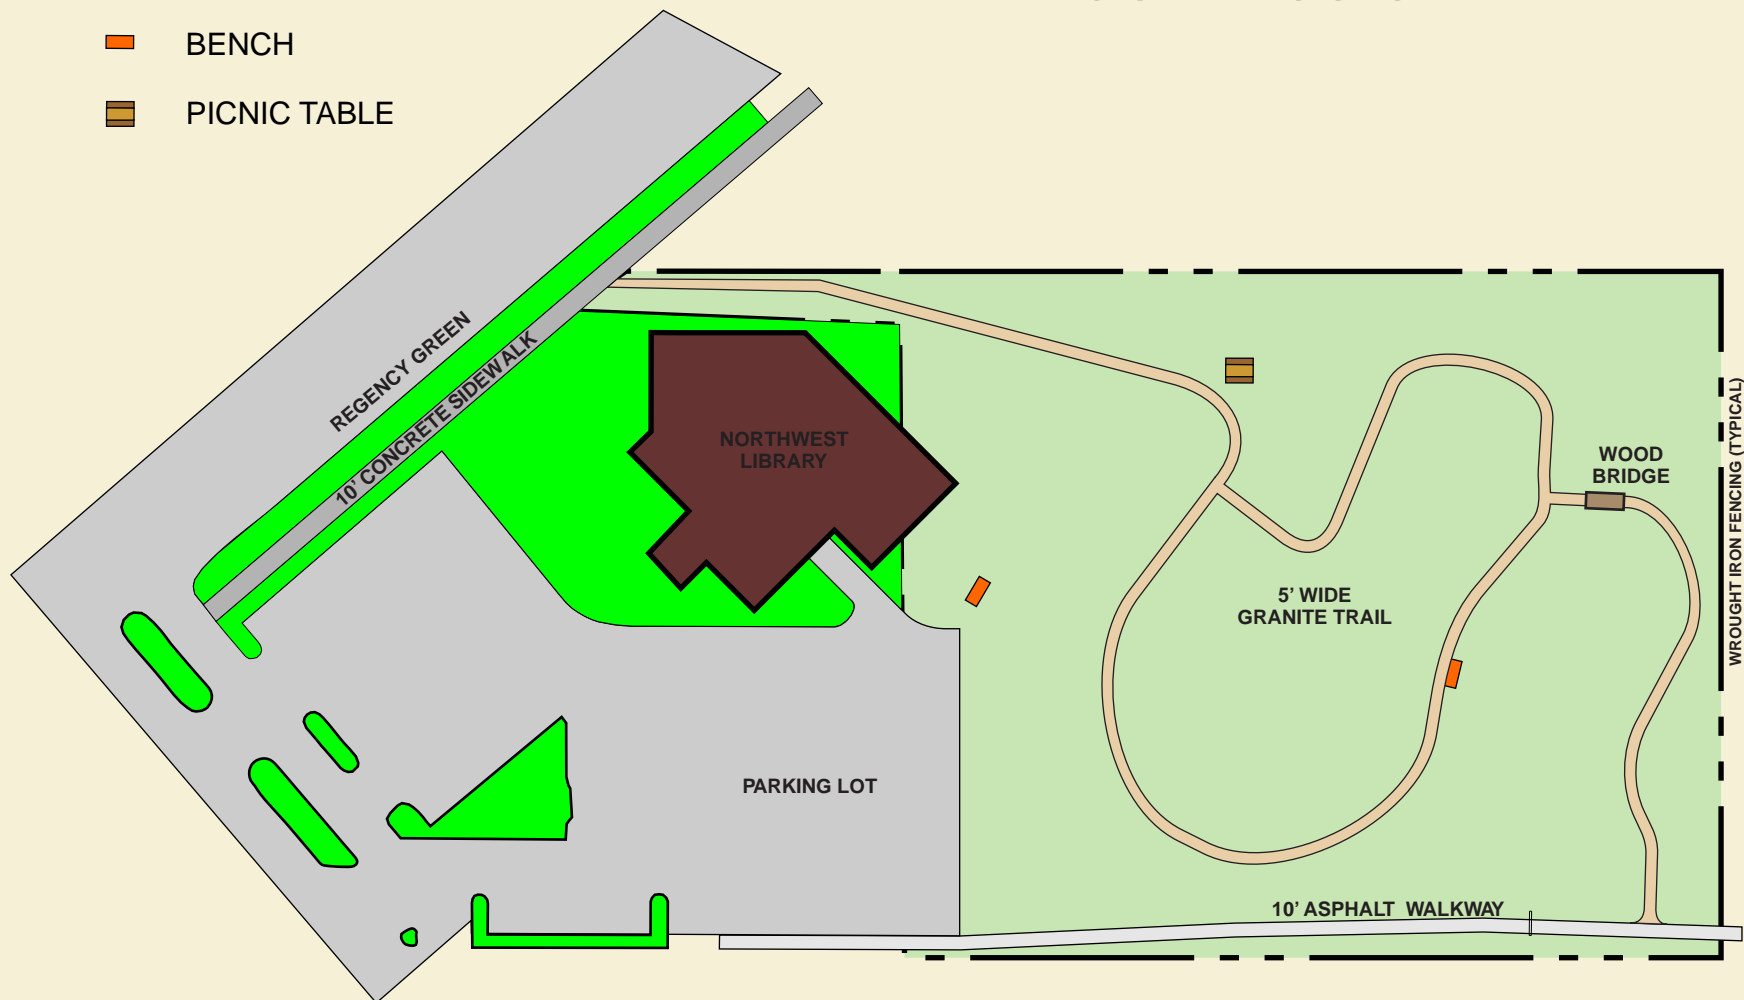 BENCH
PICNIC TABLE
REGENCY GREEN
10' CONCRETE SIDEWALK
NORTHWEST
LIBRARY
WOOD
BRIDGE
WROUGHT IRON FENCING (TYPICAL)
5' WIDE
GRANITE TRAIL
PARKING LOT
10' ASPHALT WALKWAY